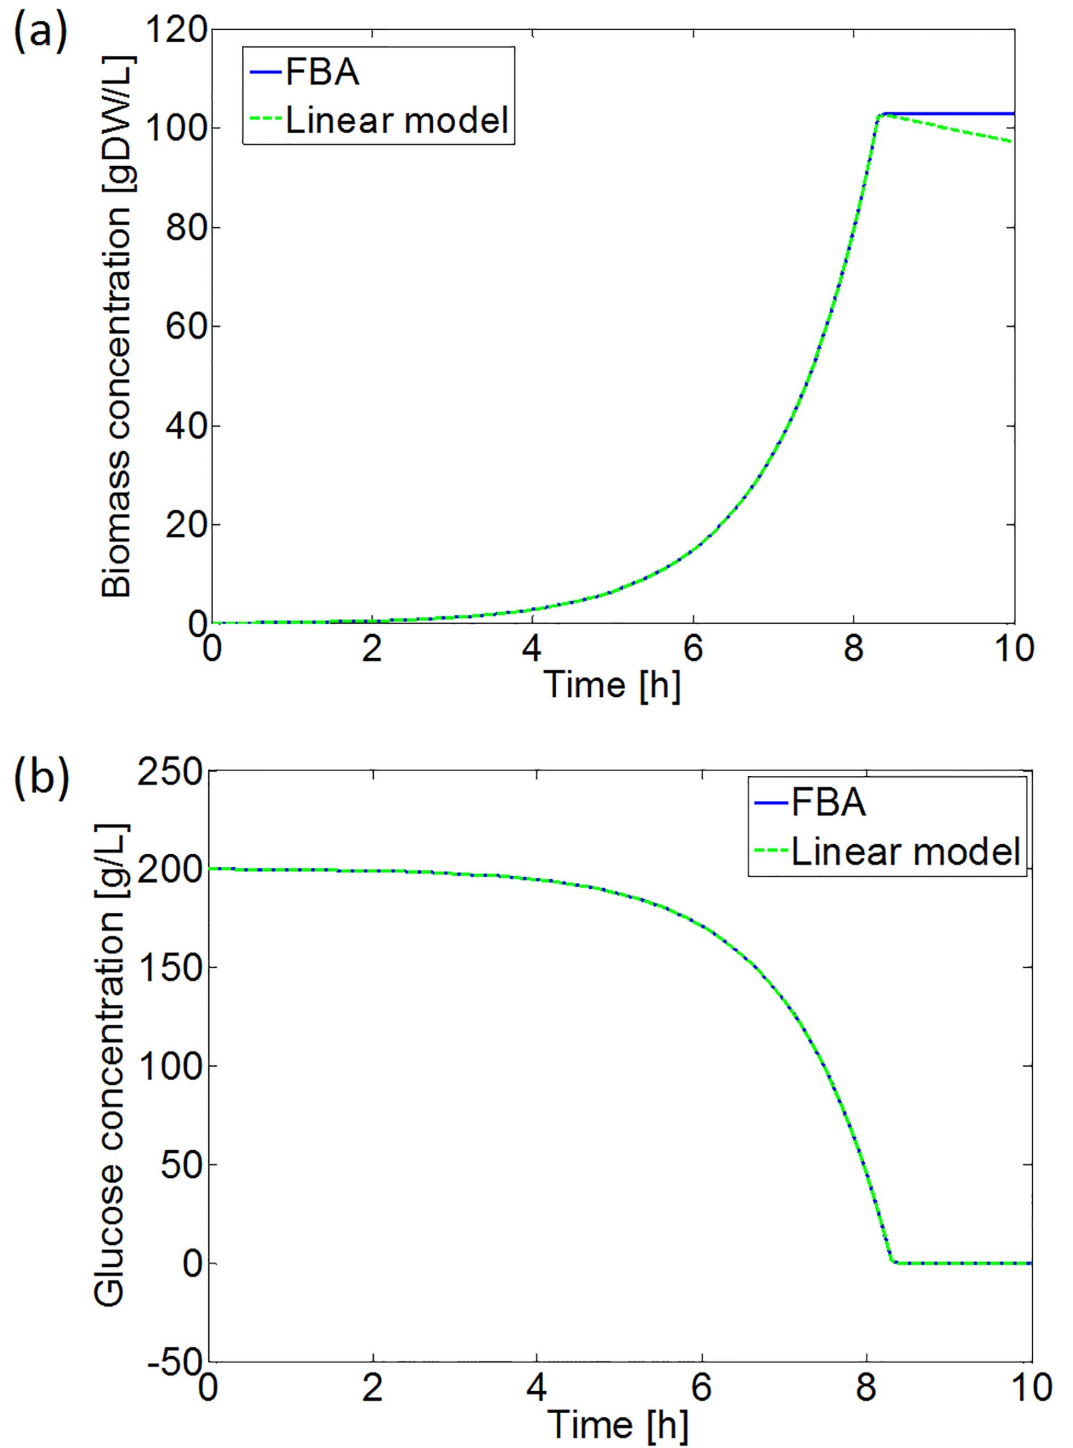 (a)
120
100
80
60
40
20
0
Biomass concentration [gDW/L]
FBA
Linear model
0 2 4 6 8 10
Time [h]
(b)
250
200
150
100
50
0
-50
Glucose concentration [g/L]
FBA
Linear model
0 2 4 6 8 10
Time [h]